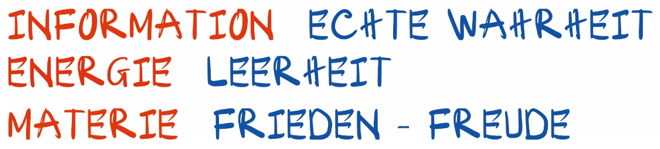 INFORMATION ECHTE WAHRHEIT
ENERGIE LEERHEIT
MATERIE FRIEDEN - FREUDE